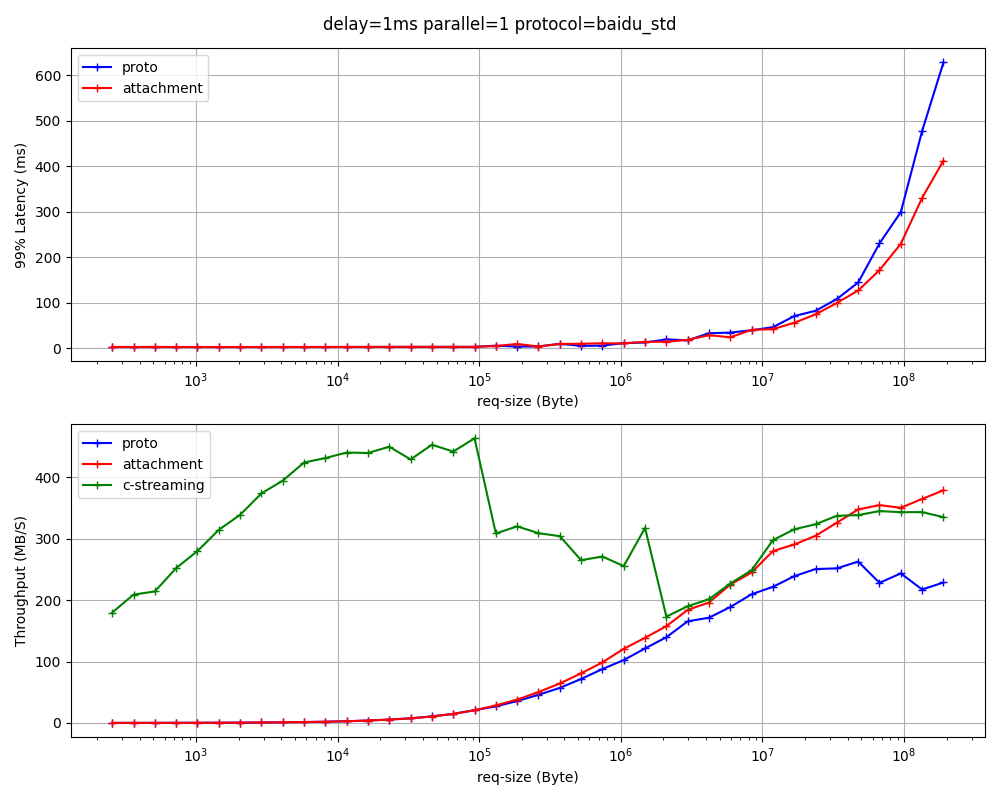 delay=1ms parallel=1 protocol=baidu_std
proto
attachment
600
500
400
300
200
100
0
99% Latency (ms)
10³ 10⁴ 10⁵ 10⁶ 10⁷ 10⁸
req-size (Byte)
proto
attachment
c-streaming
400
300
200
100
0
Throughput (MB/S)
10³ 10⁴ 10⁵ 10⁶ 10⁷ 10⁸
req-size (Byte)